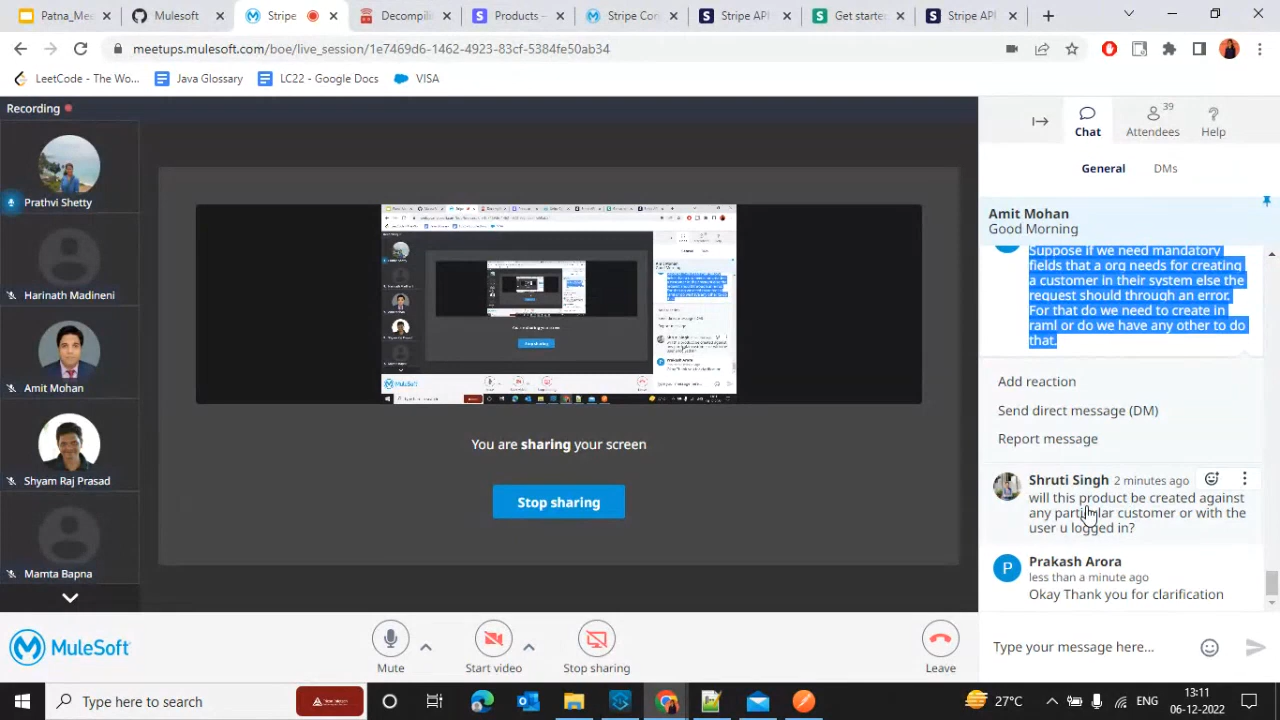 Patna_Mee
Mulesoft
Stripe
Decompili
Products –
Stripe Con
Stripe API
Get starte
Stripe API
meetups.mulesoft.com/boe/live_session/1e7469d6-1462-4923-83cf-5384fe50ab34
LeetCode - The Wo...
Java Glossary
LC22 - Google Docs
VISA
Recording
Prathvi Shetty
Harinath Madineni
Amit Mohan
Shyam Raj Prasad
Mamta Bapna
You are sharing your screen
Stop sharing
Chat
39
Attendees
Help
General
DMs
Amit Mohan
Good Morning
Suppose if we need mandatory
fields that a org needs for creating
a customer in their system else the
request should through an error.
For that do we need to create in
raml or do we have any other to do
that.
Add reaction
Send direct message (DM)
Report message
Shruti Singh 2 minutes ago
will this product be created against
any particular customer or with the
user u logged in?
P
Prakash Arora
less than a minute ago
Okay Thank you for clarification
Type your message here...
MuleSoft
Mute
Start video
Stop sharing
Leave
Type here to search
27°C
ENG
13:11
06-12-2022